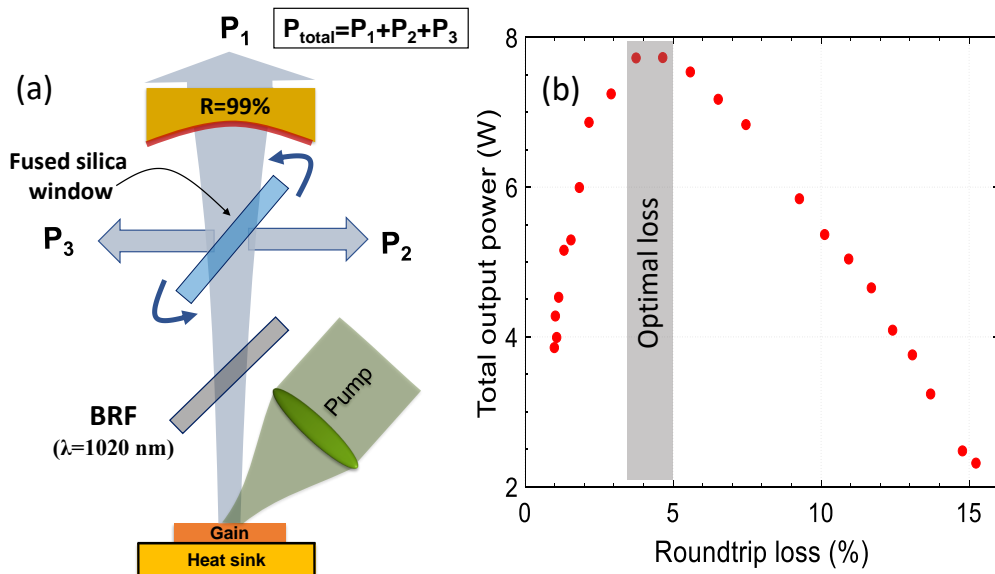 (a)
P1
Ptotal=P1+P2+P3
R=99%
Fused silica
window
P3
P2
BRF
(λ=1020 nm)
Pump
Gain
Heat sink
(b)
Total output power (W)
8
6
4
2
Optimal loss
0
5
10
15
Roundtrip loss (%)